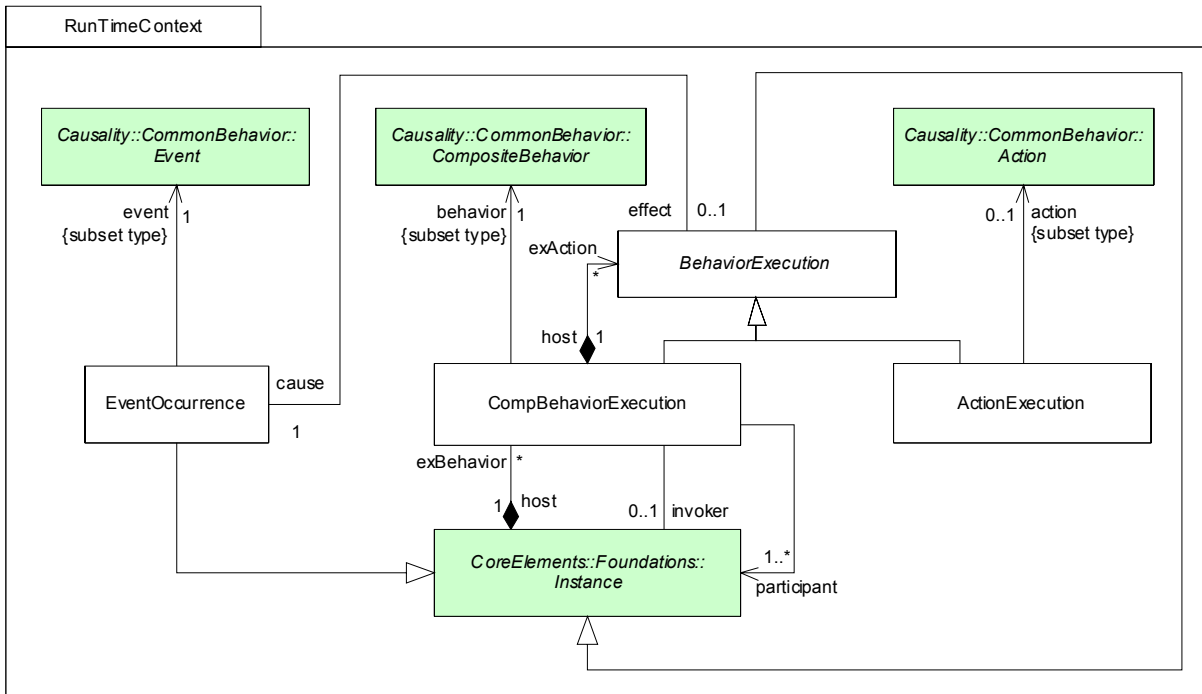 RunTimeContext
Causality::CommonBehavior::
Event
Causality::CommonBehavior::
CompositeBehavior
Causality::CommonBehavior::
Action
event
1
{subset type}
behavior
1
{subset type}
effect
0..1
0..1
action
{subset type}
exAction
*
BehaviorExecution
host
1
EventOccurrence
cause
1
CompBehaviorExecution
ActionExecution
exBehavior
*
1
host
0..1
invoker
1..*
participant
CoreElements::Foundations::
Instance